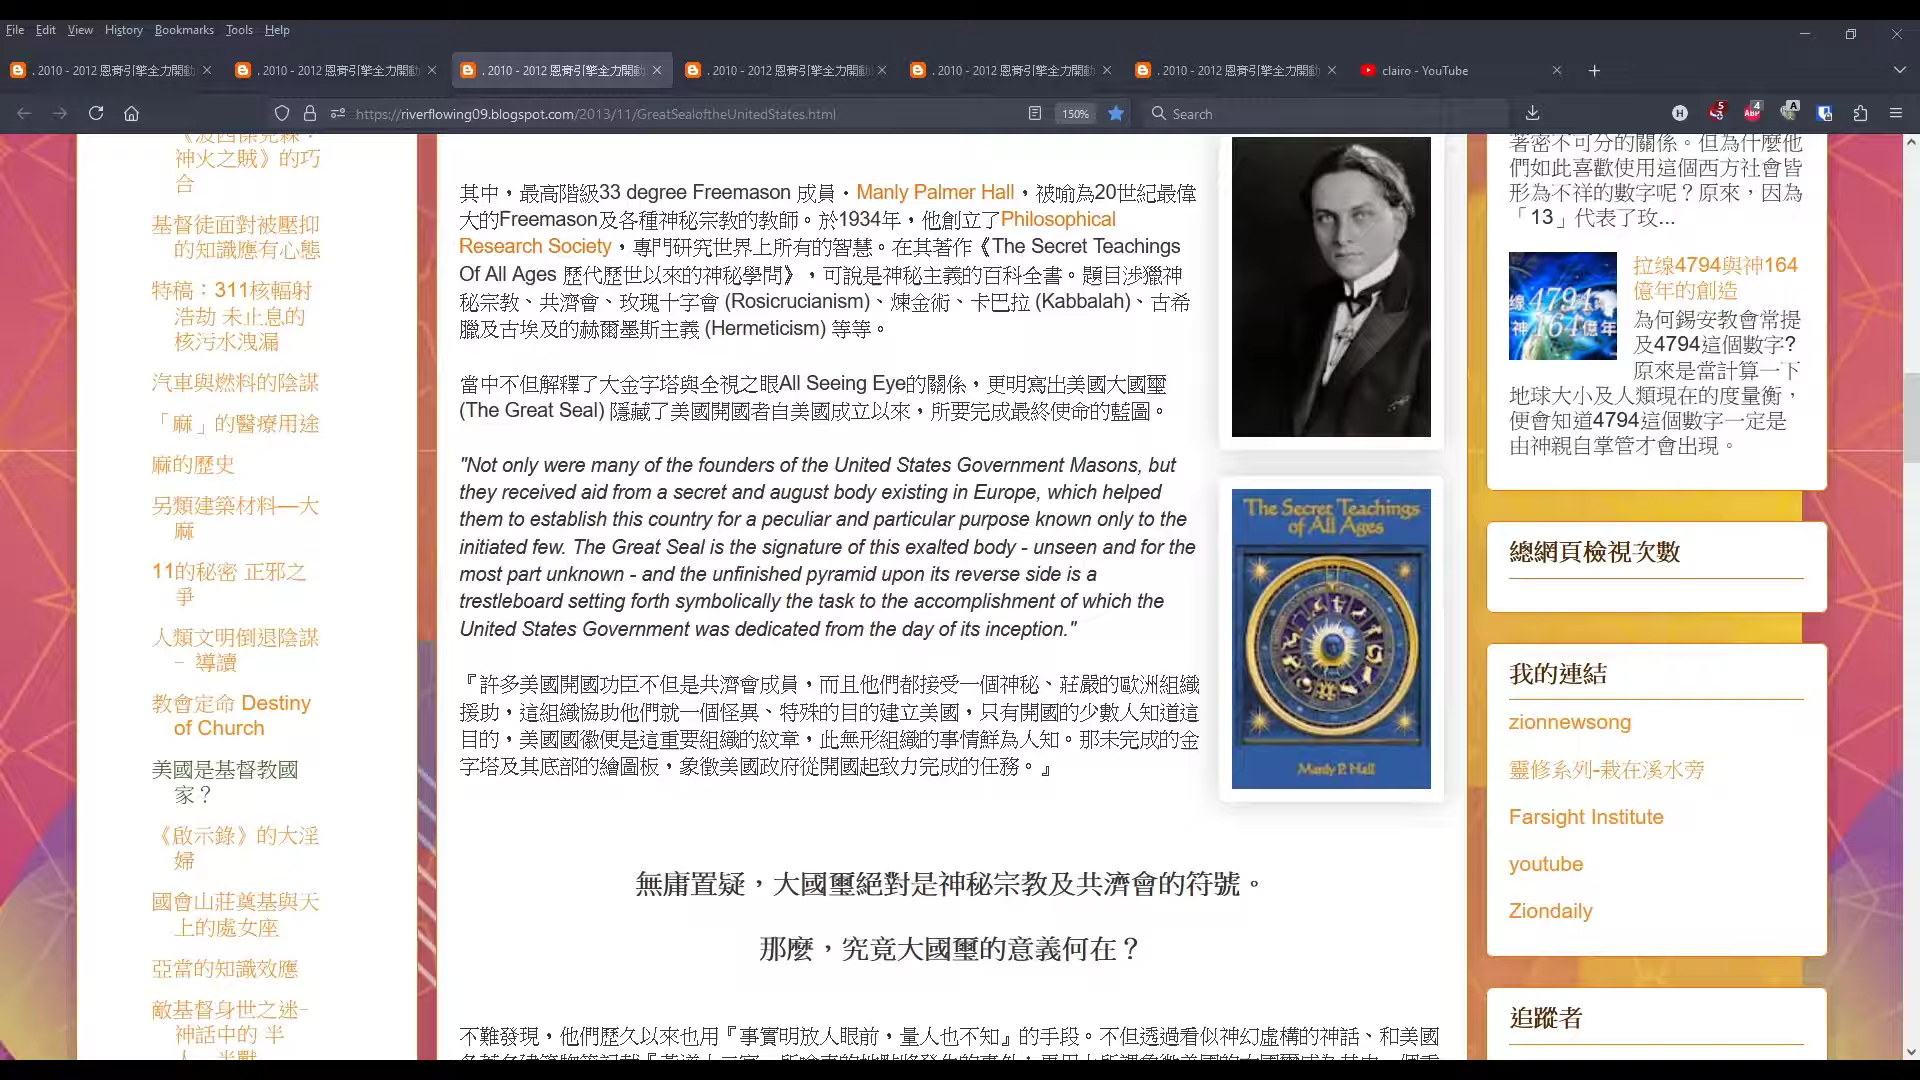 File Edit View History Bookmarks Tools Help
. 2010 - 2012 恩膏引擎全力開動
. 2010 - 2012 恩膏引擎全力開動
. 2010 - 2012 恩膏引擎全力開動
. 2010 - 2012 恩膏引擎全力開動
. 2010 - 2012 恩膏引擎全力開動
. 2010 - 2012 恩膏引擎全力開動
clairo - YouTube
https://riverflowing09.blogspot.com/2013/11/GreatSealoftheUnitedStates.html
150%
Search
神火之賊》的巧
合
基督徒面對被壓抑
的知識應有心態
特稿：311核輻射
浩劫 未止息的
核污水洩漏
汽車與燃料的陰謀
「麻」的醫療用途
麻的歷史
另類建築材料—大
麻
11的秘密 正邪之
爭
人類文明倒退陰謀
- 導讀
教會定命 Destiny
of Church
美國是基督教國
家？
《啟示錄》的大淫
婦
國會山莊奠基與天
上的處女座
亞當的知識效應
敵基督身世之迷-
神話中的 半
其中，最高階級33 degree Freemason 成員・Manly Palmer Hall，被喻為20世紀最偉
大的Freemason及各種神秘宗教的教師。於1934年，他創立了Philosophical
Research Society，專門研究世界上所有的智慧。在其著作《The Secret Teachings
Of All Ages 歷代歷世以來的神秘學問》，可說是神秘主義的百科全書。題目涉獵神
秘宗教、共濟會、玫瑰十字會 (Rosicrucianism)、煉金術、卡巴拉 (Kabbalah)、古希
臘及古埃及的赫爾墨斯主義 (Hermeticism) 等等。
當中不但解釋了大金字塔與全視之眼All Seeing Eye的關係，更明寫出美國大國璽
(The Great Seal) 隱藏了美國開國者自美國成立以來，所要完成最終使命的藍圖。
"Not only were many of the founders of the United States Government Masons, but
they received aid from a secret and august body existing in Europe, which helped
them to establish this country for a peculiar and particular purpose known only to the
initiated few. The Great Seal is the signature of this exalted body - unseen and for the
most part unknown - and the unfinished pyramid upon its reverse side is a
trestleboard setting forth symbolically the task to the accomplishment of which the
United States Government was dedicated from the day of its inception."
『許多美國開國功臣不但是共濟會成員，而且他們都接受一個神秘、莊嚴的歐洲組織
援助，這組織協助他們就一個怪異、特殊的目的建立美國，只有開國的少數人知道這
目的，美國國徽便是這重要組織的紋章，此無形組織的事情鮮為人知。那未完成的金
字塔及其底部的繪圖板，象徵美國政府從開國起致力完成的任務。』
無庸置疑，大國璽絕對是神秘宗教及共濟會的符號。
那麼，究竟大國璽的意義何在？
不難發現，他們歷久以來也用『事實明放人眼前，量人也不知』的手段。不但透過看似神幻虛構的神話、和美國
The Secret Teachings
of All Ages
Manly P. Hall
著密不可分的關係。但為什麼他
們如此喜歡使用這個西方社會皆
形為不祥的數字呢？原來，因為
「13」代表了玫...
線 4794與
神164億年
拉線4794與神164
億年的創造
為何錫安教會常提
及4794這個數字?
原來是當計算一下
地球大小及人類現在的度量衡，
便會知道4794這個數字一定是
由神親自掌管才會出現。
總網頁檢視次數
我的連結
zionnewsong
靈修系列-栽在溪水旁
Farsight Institute
youtube
Ziondaily
追蹤者